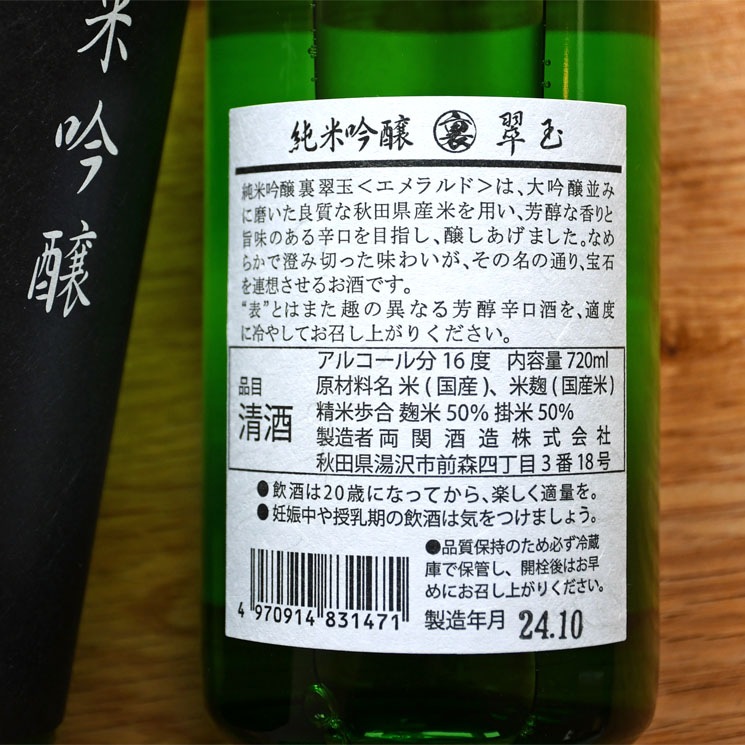 米吟醸
純米吟醸 ㊥裏 翠玉
純米吟醸裏翠玉＜エメラルド＞は、大吟醸並み
に磨いた良質な秋田県産米を用い、芳醇な香りと
旨味のある辛口を目指し、醸しあげました。なめ
らかで澄み切った味わいが、その名の通り、宝石
を連想させるお酒です。
“表”とはまた趣の異なる芳醇辛口酒を、適度
に冷やしてお召し上がりください。
品目
清酒
アルコール分16度 内容量720ml
原材料名 米(国産)、米麹(国産米)
精米歩合 麹米50% 掛米50%
製造者 両関酒造株式会社
秋田県湯沢市前森四丁目3番18号
●飲酒は20歳になってから、楽しく適量を。
●妊娠中や授乳期の飲酒は気をつけましょう。
●品質保持のため必ず冷蔵
庫で保管し、開栓後はお早
めにお召し上がりください。
4 970914 831471
製造年月 24.10